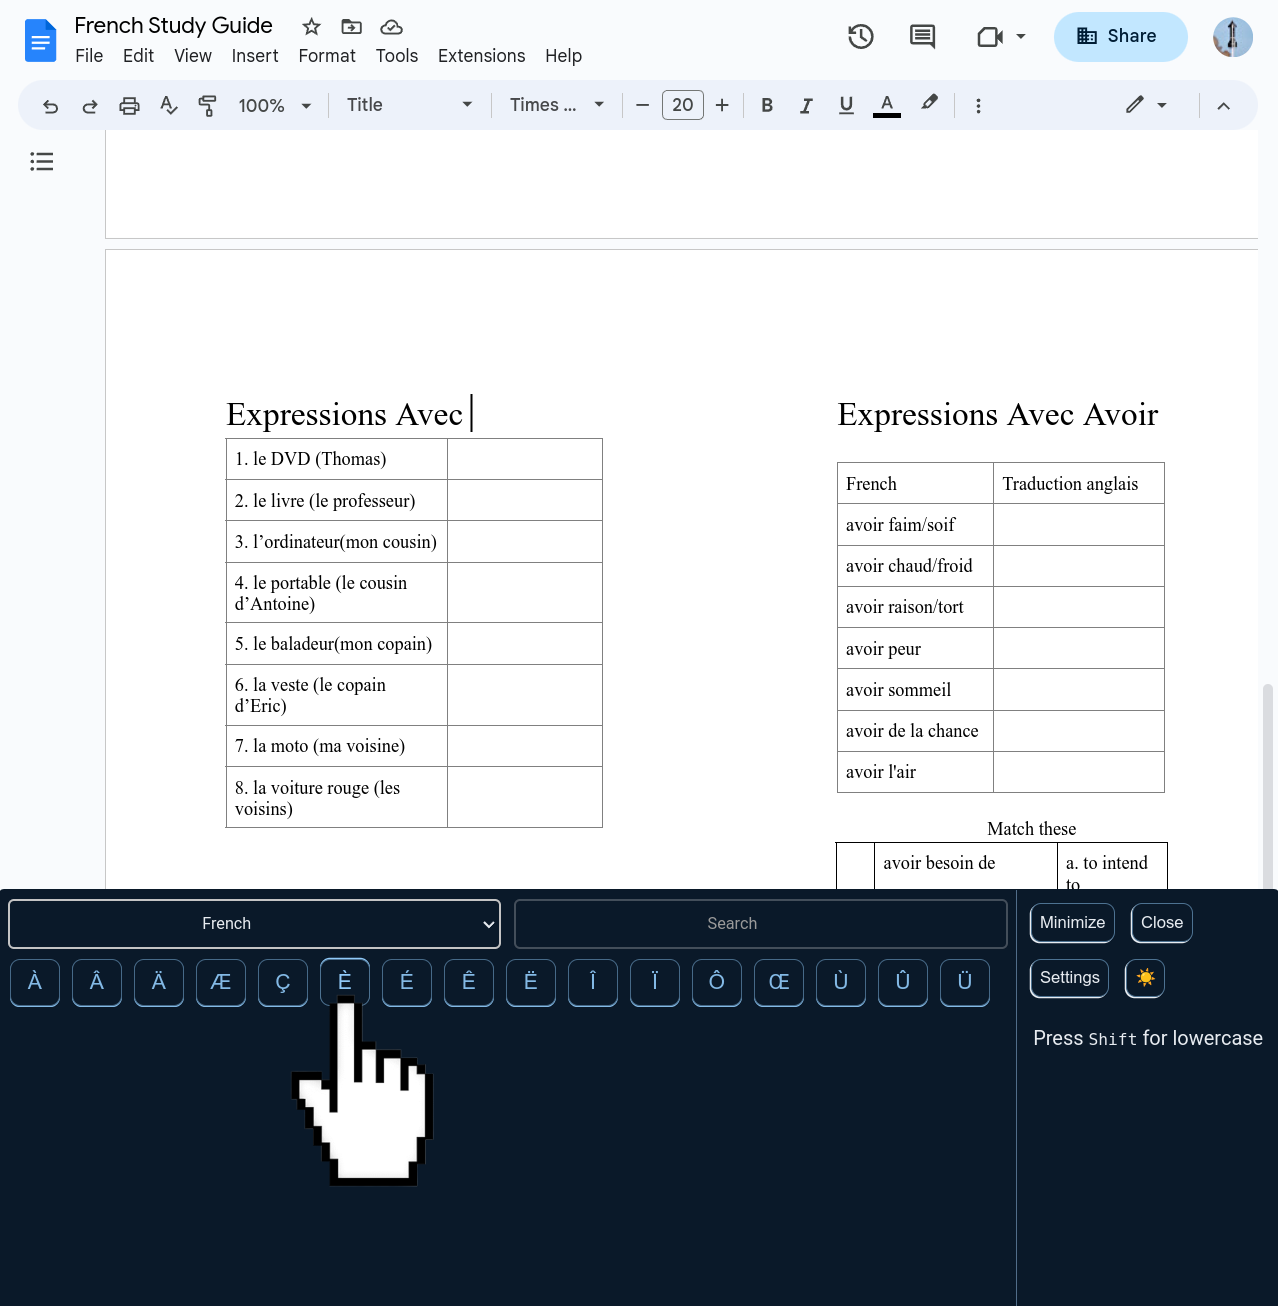 French Study Guide
File Edit View Insert Format Tools Extensions Help
Share
100% Title Times ... 20 B I U A
Expressions Avec
1. le DVD (Thomas)
2. le livre (le professeur)
3. l’ordinateur(mon cousin)
4. le portable (le cousin
d’Antoine)
5. le baladeur(mon copain)
6. la veste (le copain
d’Eric)
7. la moto (ma voisine)
8. la voiture rouge (les
voisins)
Expressions Avec Avoir
French Traduction anglais
avoir faim/soif
avoir chaud/froid
avoir raison/tort
avoir peur
avoir sommeil
avoir de la chance
avoir l'air
Match these
avoir besoin de a. to intend
to
French Search
À Â Ä Æ Ç È É Ê Ë Î Ï Ô Œ Ù Û Ü
Minimize Close
Settings
Press Shift for lowercase